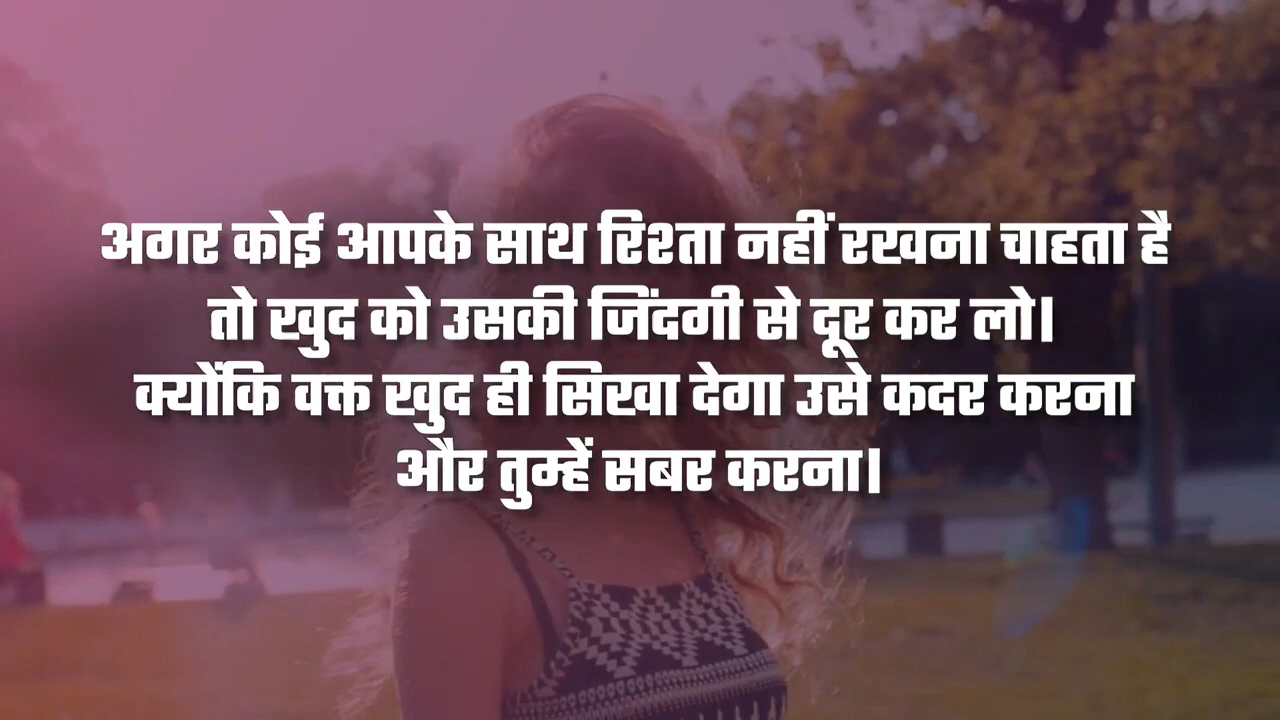 अगर कोई आपके साथ रिश्ता नहीं रखना चाहता है
तो खुद को उसकी जिंदगी से दूर कर लो।
क्योंकि वक्त खुद ही सिखा देगा उसे कदर करना
और तुम्हें सबर करना।